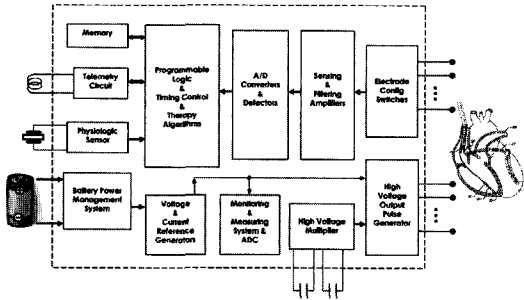 Memory
Telemetry
Circuit
Physiologic
Sensor
Programmable
Logic
&
Timing Control
&
Therapy
Algorithms
A/D
Converters
&
Detectors
Sensing
&
Filtering
Amplifiers
Electrode
Config
Switches
Battery Power
Management
System
Voltage
&
Current
Reference
Generators
Monitoring
&
Measuring
System &
ADC
High Voltage
Multiplier
High
Voltage
Output
Pulse
Generator